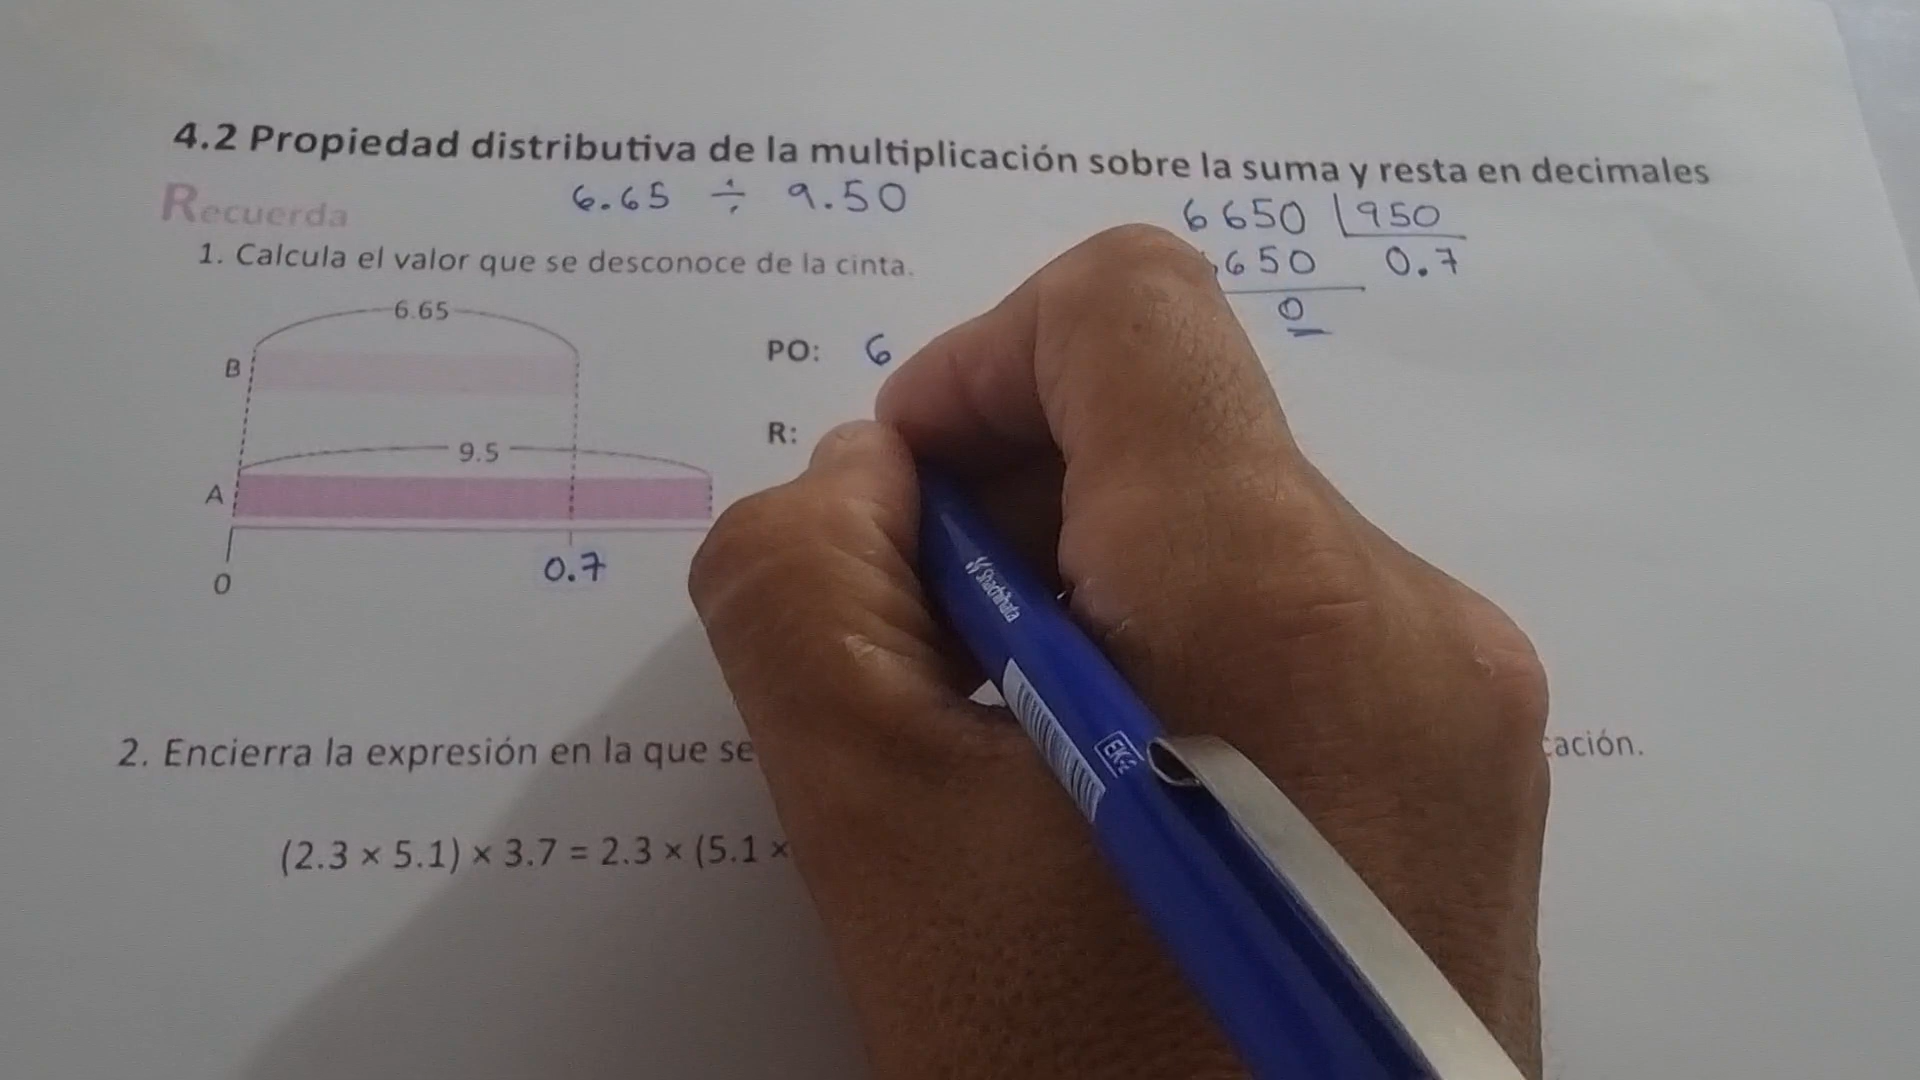 4.2 Propiedad distributiva de la multiplicación sobre la suma y resta en decimales
Recuerda
6.65 ÷ 9.50
6650 950
650 0.7
0
1. Calcula el valor que se desconoce de la cinta.
6.65
B
PO: 6
9.5
R:
A
0
0.7
Shachihata
EK-2
2. Encierra la expresión en la que se
cación.
(2.3 × 5.1) × 3.7 = 2.3 × (5.1 ×